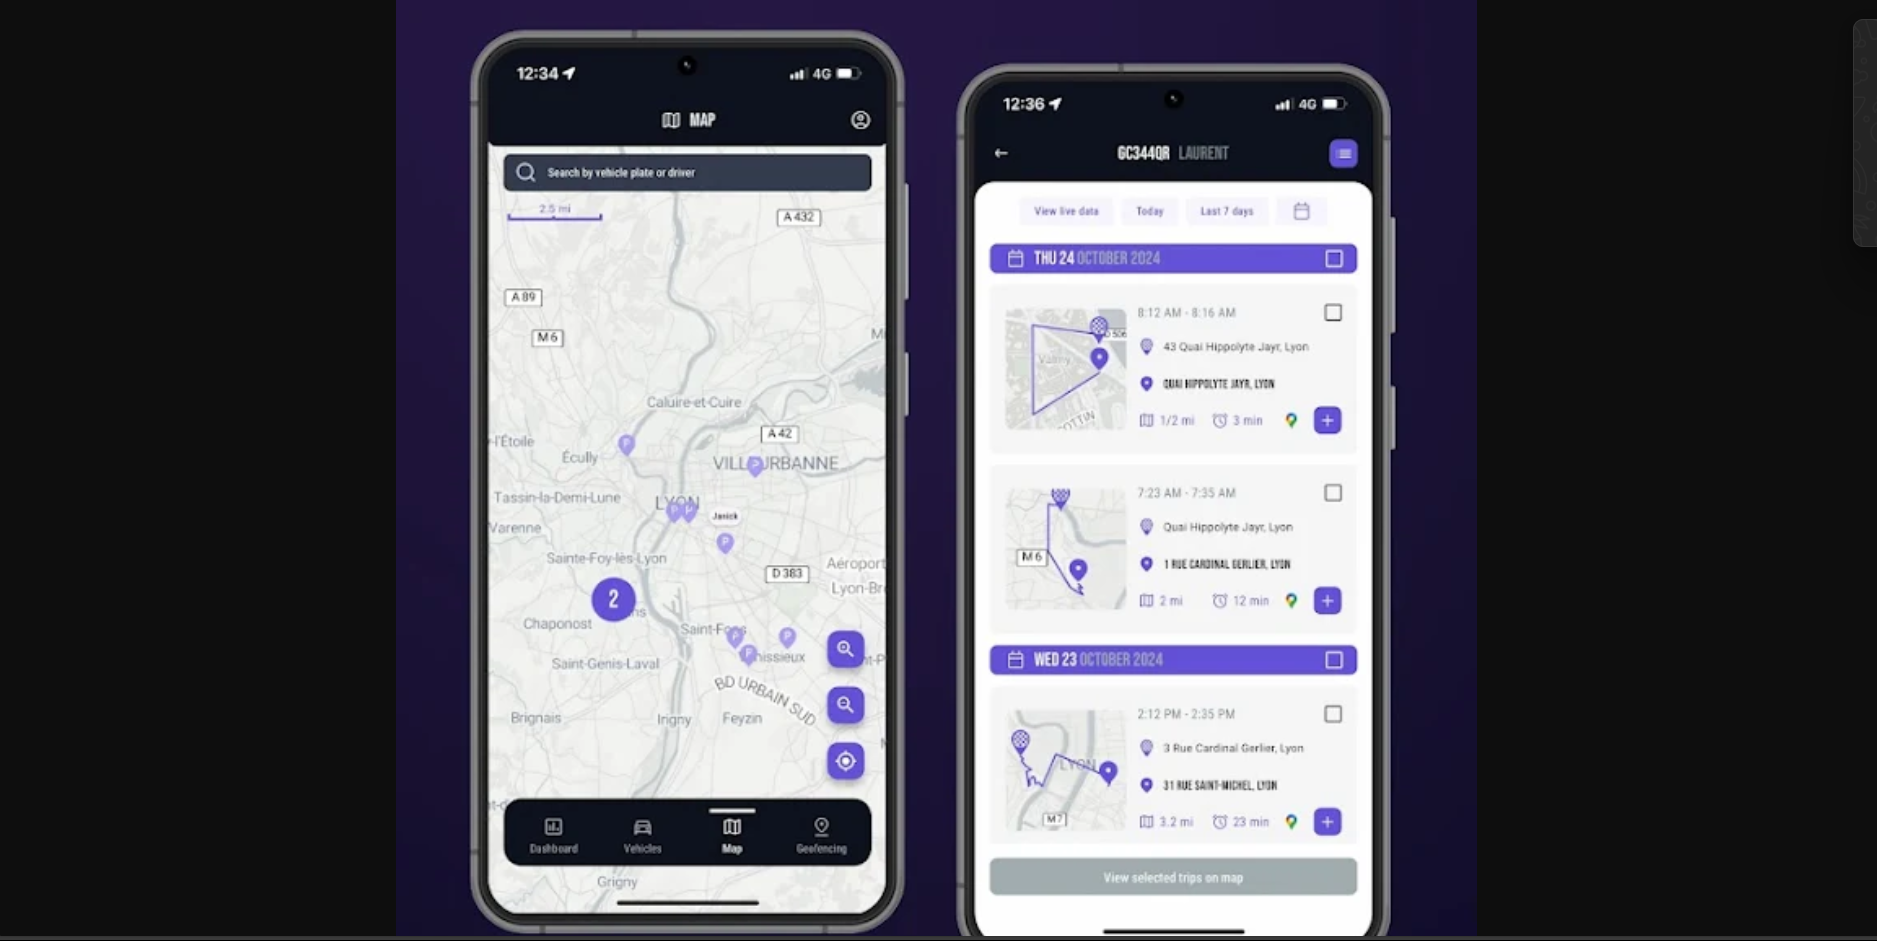 12:34
4G
MAP
Search by vehicle plate or driver
2.5 mi
A 432
A 89
M 6
Caluire-et-Cuire
A 42
-l'Étoile
Écully
Tassin-la-Demi-Lune
LYON
Janick
Varenne
Sainte-Foy-lès-Lyon
D 383
Aéroport
Lyon-Br
2
Chaponost
Saint-Genis-Laval
BD URBAIN SUD
Brignais
Irigny
Feyzin
Dashboard
Vehicles
Map
Geofencing
Grigny
12:36
4G
GC344QR LAURENT
View live data
Today
Last 7 days
THU 24 OCTOBER 2024
8:12 AM - 8:16 AM
43 Quai Hippolyte Jayr, Lyon
QUAI HIPPOLYTE JAYR, LYON
1/2 mi
3 min
7:23 AM - 7:35 AM
Quai Hippolyte Jayr, Lyon
M 6
1 RUE CARDINAL GERLIER, LYON
2 mi
12 min
WED 23 OCTOBER 2024
2:12 PM - 2:35 PM
3 Rue Cardinal Gerlier, Lyon
LYON
31 RUE SAINT-MICHEL, LYON
M7
3.2 mi
23 min
View selected trips on map